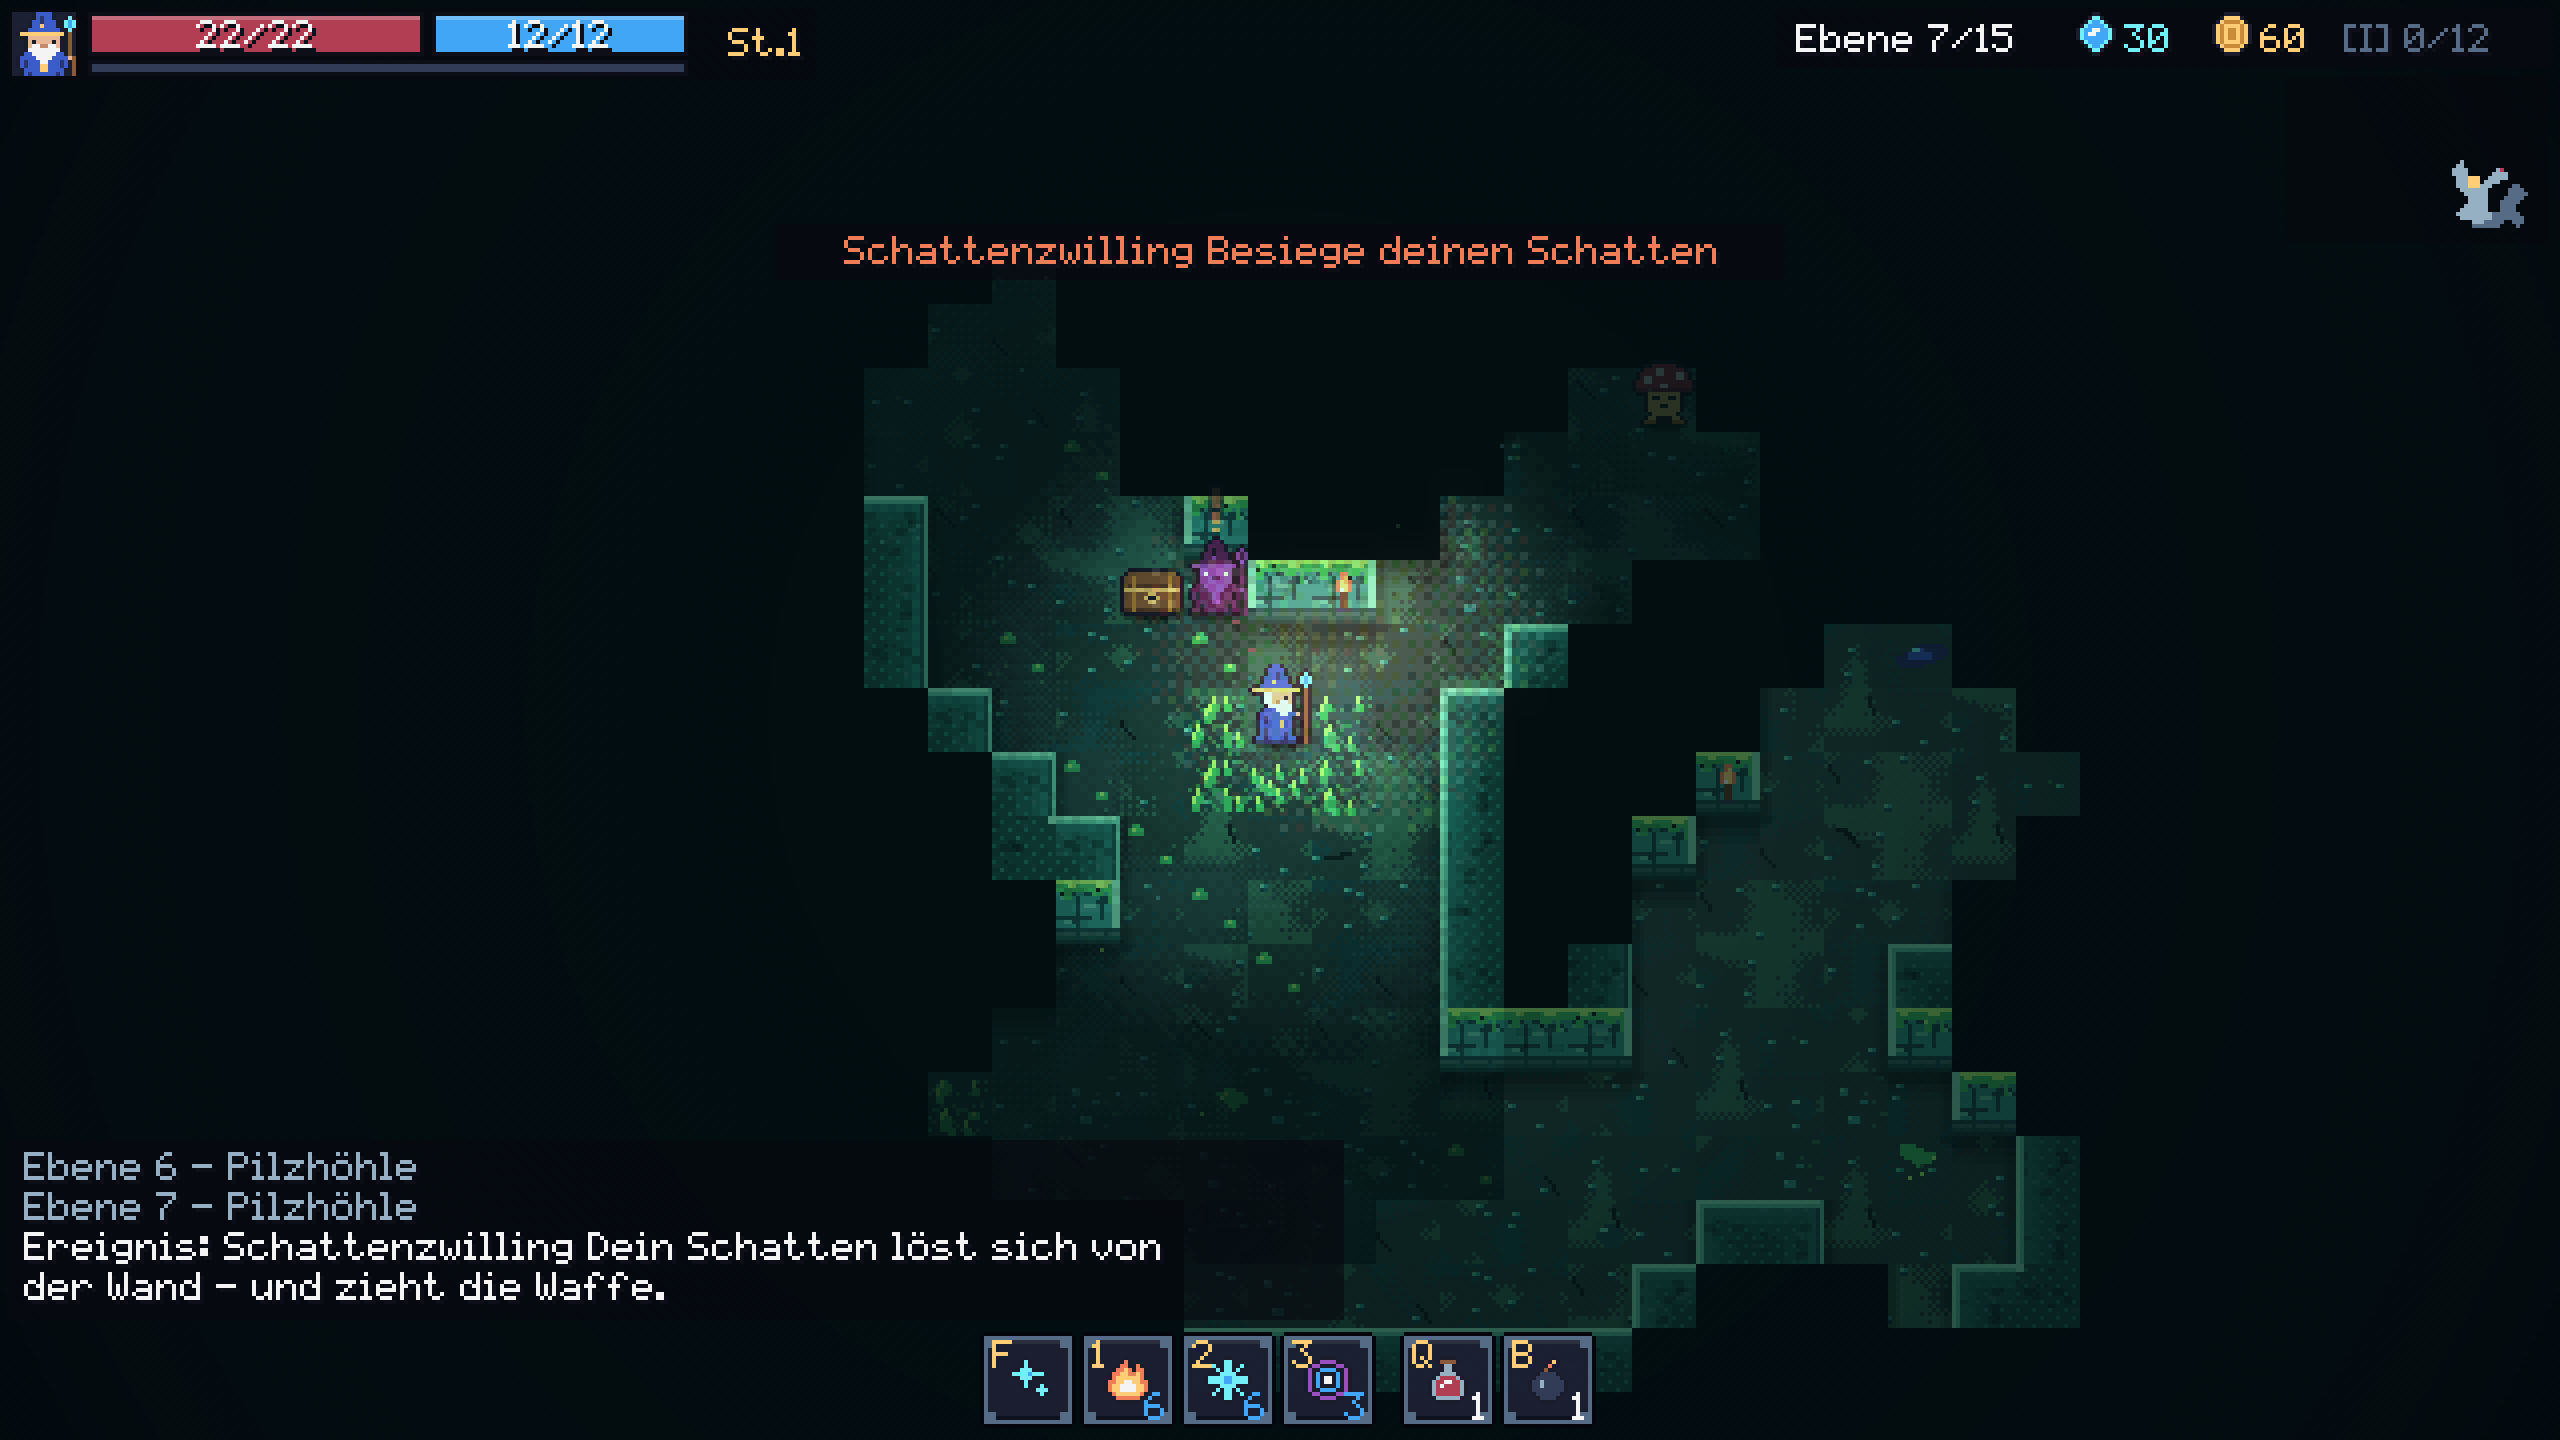 22/22 12/12 St.1 Ebene 7/15 30 60 [I] 0/12
Schattenzwilling Besiege deinen Schatten
Ebene 6 - Pilzhöhle
Ebene 7 - Pilzhöhle
Ereignis: Schattenzwilling Dein Schatten löst sich von
der Wand - und zieht die Waffe.
F 1 2 3 Q B
6 6 3 1 1